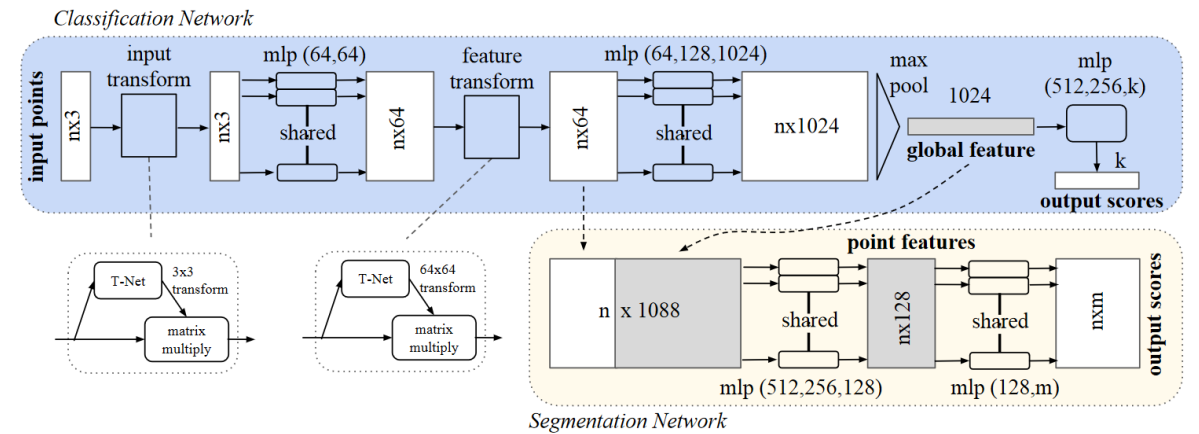 Classification Network
input points
nx3
input
transform
nx3
mlp (64,64)
shared
nx64
feature
transform
nx64
mlp (64,128,1024)
shared
nx1024
max
pool
1024
global feature
mlp
(512,256,k)
k
output scores
T-Net
3x3
transform
matrix
multiply
T-Net
64x64
transform
matrix
multiply
point features
n x 1088
shared
mlp (512,256,128)
nx128
shared
mlp (128,m)
nxm
output scores
Segmentation Network